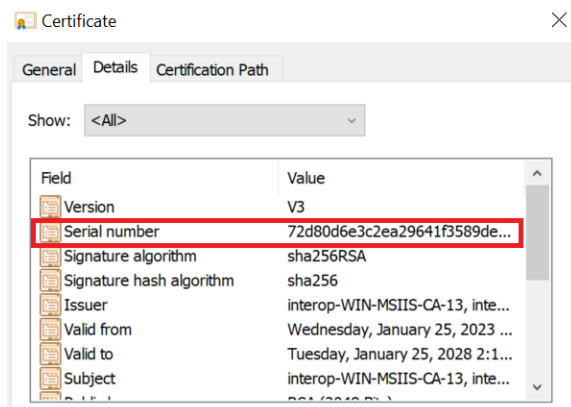 Certificate
General Details Certification Path
Show: <All>
Field Value
Version V3
Serial number 72d80d6e3c2ea29641f3589de...
Signature algorithm sha256RSA
Signature hash algorithm sha256
Issuer interop-WIN-MSIIS-CA-13, inte...
Valid from Wednesday, January 25, 2023 ...
Valid to Tuesday, January 25, 2028 2:1...
Subject interop-WIN-MSIIS-CA-13, inte...